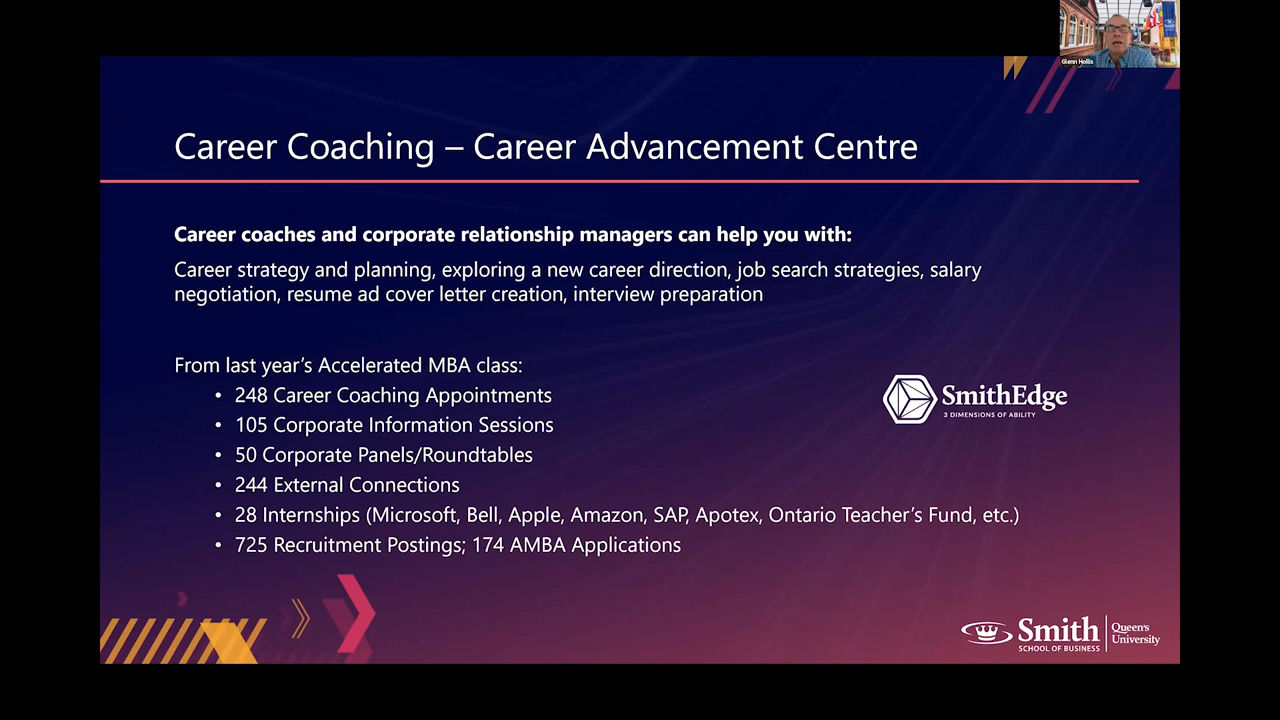 Glenn Hollis
Career Coaching – Career Advancement Centre
Career coaches and corporate relationship managers can help you with:
Career strategy and planning, exploring a new career direction, job search strategies, salary
negotiation, resume ad cover letter creation, interview preparation
From last year’s Accelerated MBA class:
• 248 Career Coaching Appointments
• 105 Corporate Information Sessions
• 50 Corporate Panels/Roundtables
• 244 External Connections
• 28 Internships (Microsoft, Bell, Apple, Amazon, SAP, Apotex, Ontario Teacher’s Fund, etc.)
• 725 Recruitment Postings; 174 AMBA Applications
SmithEdge
3 DIMENSIONS OF ABILITY
Smith
SCHOOL OF BUSINESS
Queen's
University